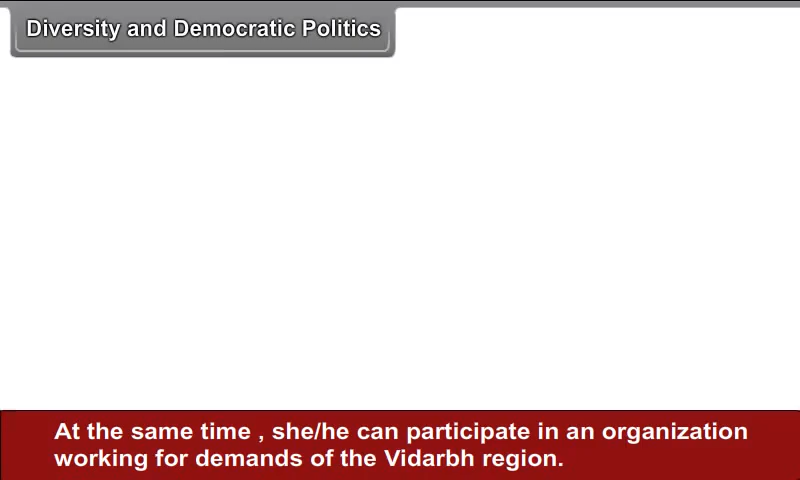 Diversity and Democratic Politics
At the same time , she/he can participate in an organization
working for demands of the Vidarbh region.